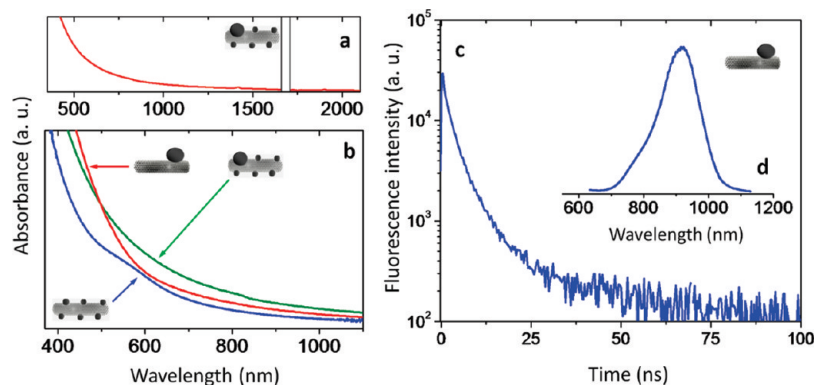 a
500
1000
1500
2000
Absorbance (a. u.)
b
400
600
800
1000
Wavelength (nm)
Fluorescence intensity (a. u.)
10^5
10^4
10^3
10^2
c
d
600
800
1000
1200
Wavelength (nm)
0
25
50
75
100
Time (ns)